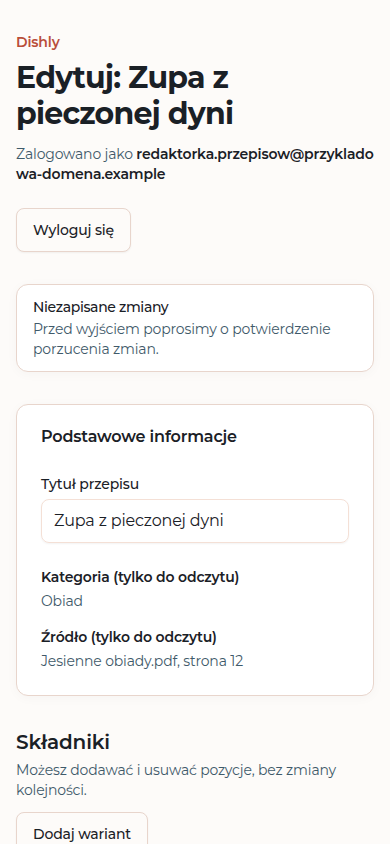 Dishly
Edytuj: Zupa z
pieczonej dyni
Zalogowano jako redaktorka.przepisow@przyklado
wa-domena.example
Wyloguj się
Niezapisane zmiany
Przed wyjściem poprosimy o potwierdzenie
porzucenia zmian.
Podstawowe informacje
Tytuł przepisu
Zupa z pieczonej dyni
Kategoria (tylko do odczytu)
Obiad
Źródło (tylko do odczytu)
Jesienne obiady.pdf, strona 12
Składniki
Możesz dodawać i usuwać pozycje, bez zmiany
kolejności.
Dodaj wariant